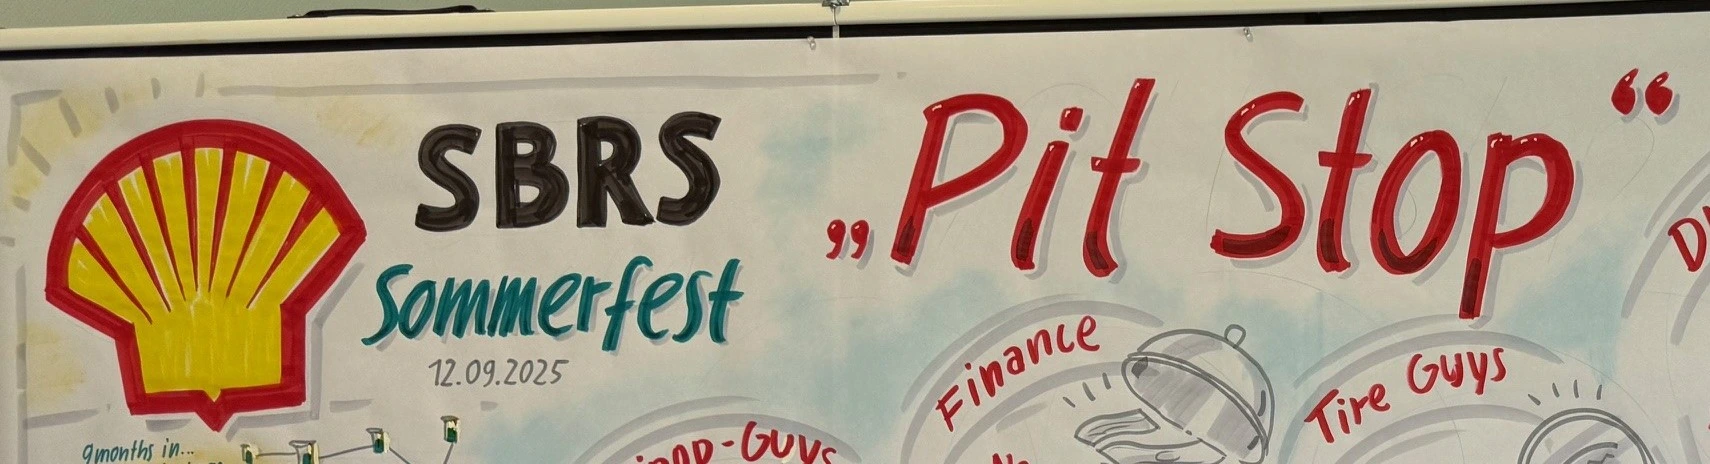 SBRS
Sommerfest
12.09.2025
„Pit Stop“
Finance
Tire Guys
9months in...